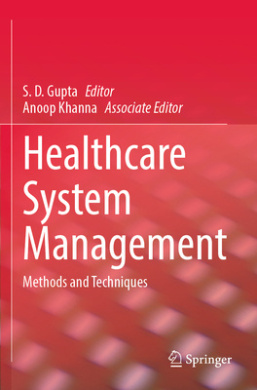 S. D. Gupta Editor
Anoop Khanna Associate Editor
Healthcare
System
Management
Methods and Techniques
Springer